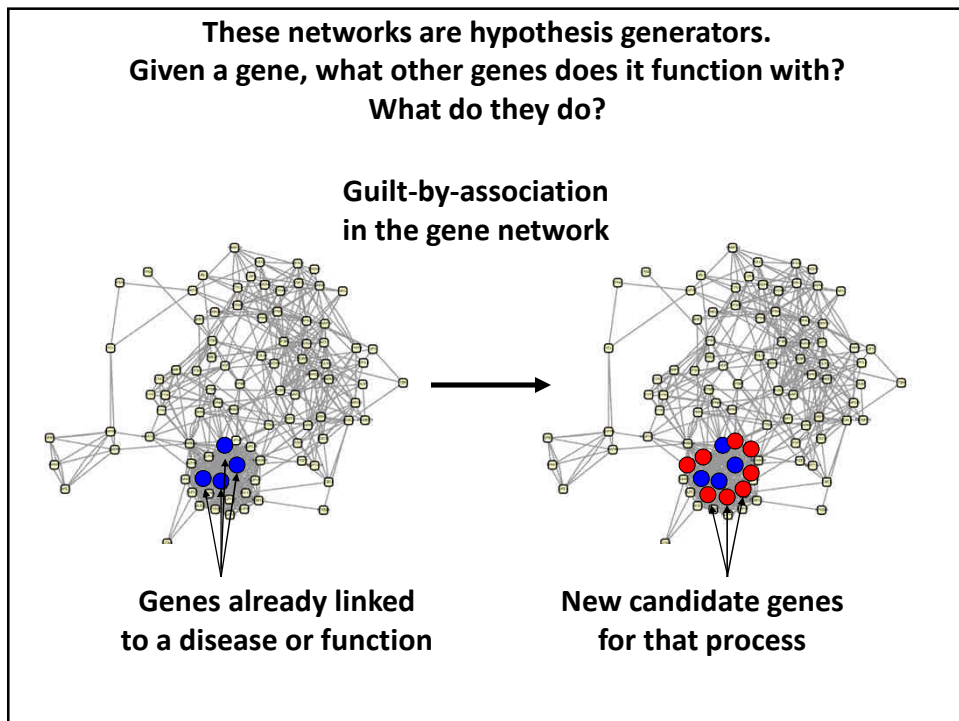 These networks are hypothesis generators.
Given a gene, what other genes does it function with?
What do they do?
Guilt-by-association
in the gene network
Genes already linked
to a disease or function
New candidate genes
for that process